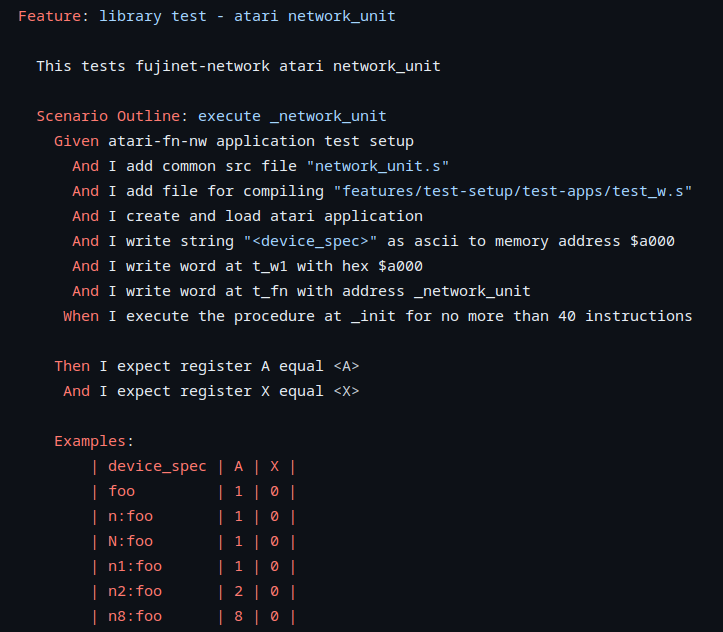 Feature: library test - atari network_unit
This tests fujinet-network atari network_unit
Scenario Outline: execute _network_unit
Given atari-fn-nw application test setup
And I add common src file "network_unit.s"
And I add file for compiling "features/test-setup/test-apps/test_w.s"
And I create and load atari application
And I write string "<device_spec>" as ascii to memory address $a000
And I write word at t_w1 with hex $a000
And I write word at t_fn with address _network_unit
When I execute the procedure at _init for no more than 40 instructions
Then I expect register A equal <A>
And I expect register X equal <X>
Examples:
| device_spec | A | X |
| foo | 1 | 0 |
| n:foo | 1 | 0 |
| N:foo | 1 | 0 |
| n1:foo | 1 | 0 |
| n2:foo | 2 | 0 |
| n8:foo | 8 | 0 |